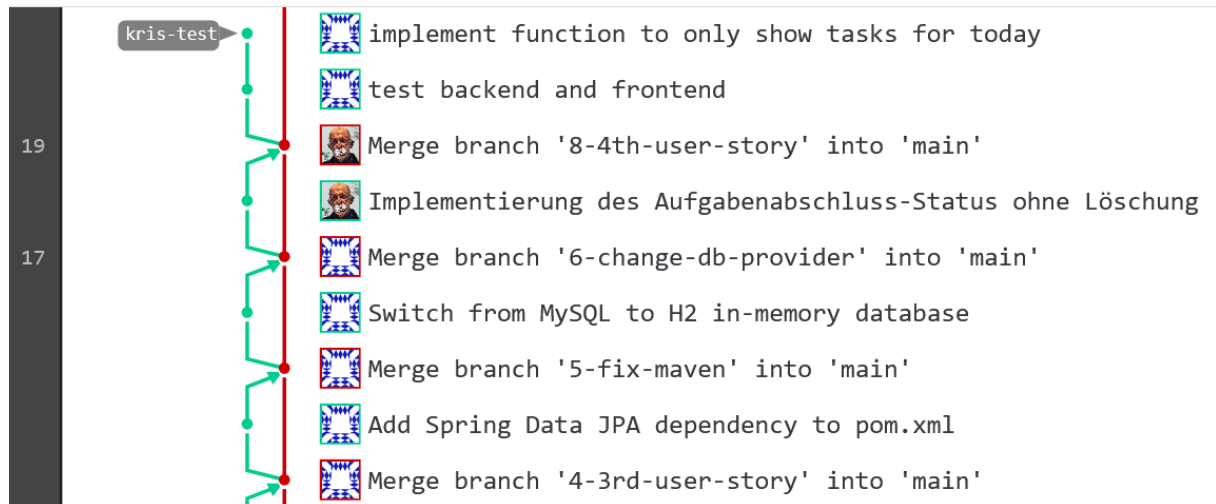 kris-test implement function to only show tasks for today
test backend and frontend
19 Merge branch '8-4th-user-story' into 'main'
Implementierung des Aufgabenabschluss-Status ohne Löschung
17 Merge branch '6-change-db-provider' into 'main'
Switch from MySQL to H2 in-memory database
Merge branch '5-fix-maven' into 'main'
Add Spring Data JPA dependency to pom.xml
Merge branch '4-3rd-user-story' into 'main'